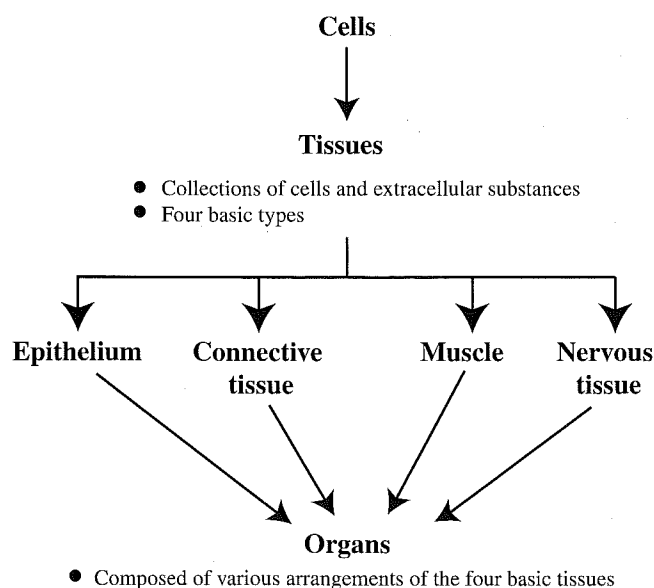 Cells
Tissues
● Collections of cells and extracellular substances
● Four basic types
Epithelium
Connective
tissue
Muscle
Nervous
tissue
Organs
● Composed of various arrangements of the four basic tissues